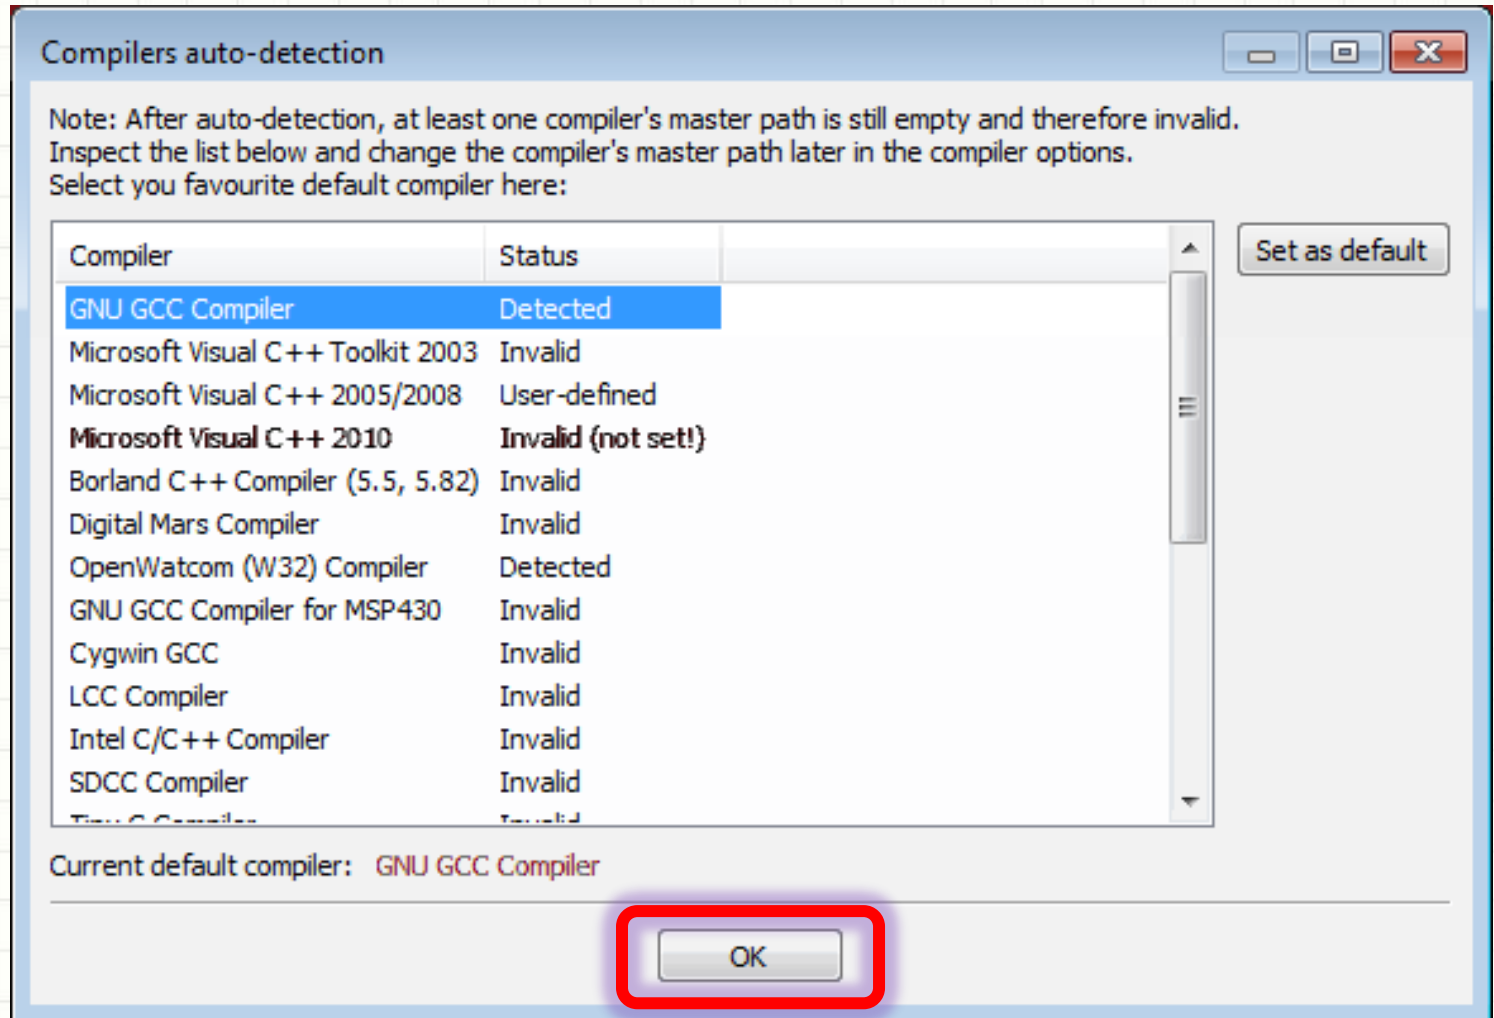 Compilers auto-detection
Note: After auto-detection, at least one compiler's master path is still empty and therefore invalid.
Inspect the list below and change the compiler's master path later in the compiler options.
Select you favourite default compiler here:
Compiler Status
Set as default
GNU GCC Compiler Detected
Microsoft Visual C++ Toolkit 2003 Invalid
Microsoft Visual C++ 2005/2008 User-defined
Microsoft Visual C++ 2010 Invalid (not set!)
Borland C++ Compiler (5.5, 5.82) Invalid
Digital Mars Compiler Invalid
OpenWatcom (W32) Compiler Detected
GNU GCC Compiler for MSP430 Invalid
Cygwin GCC Invalid
LCC Compiler Invalid
Intel C/C++ Compiler Invalid
SDCC Compiler Invalid
Tiny C Compiler Invalid
Current default compiler: GNU GCC Compiler
OK